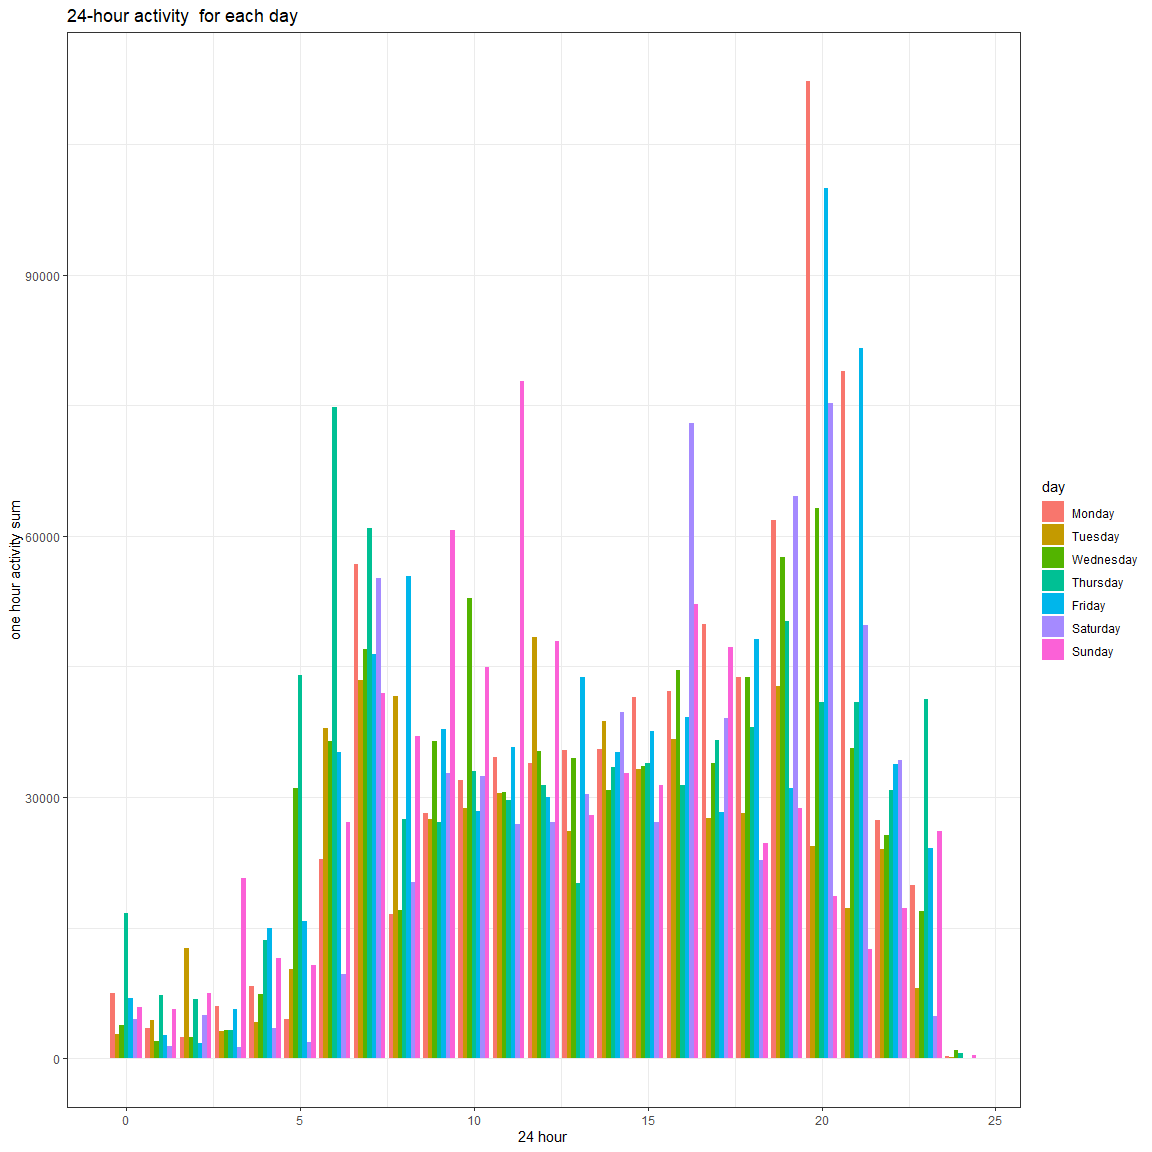 24-hour activity  for each day
one hour activity sum
90000
60000
30000
0
0
5
10
15
20
25
24 hour
day
Monday
Tuesday
Wednesday
Thursday
Friday
Saturday
Sunday